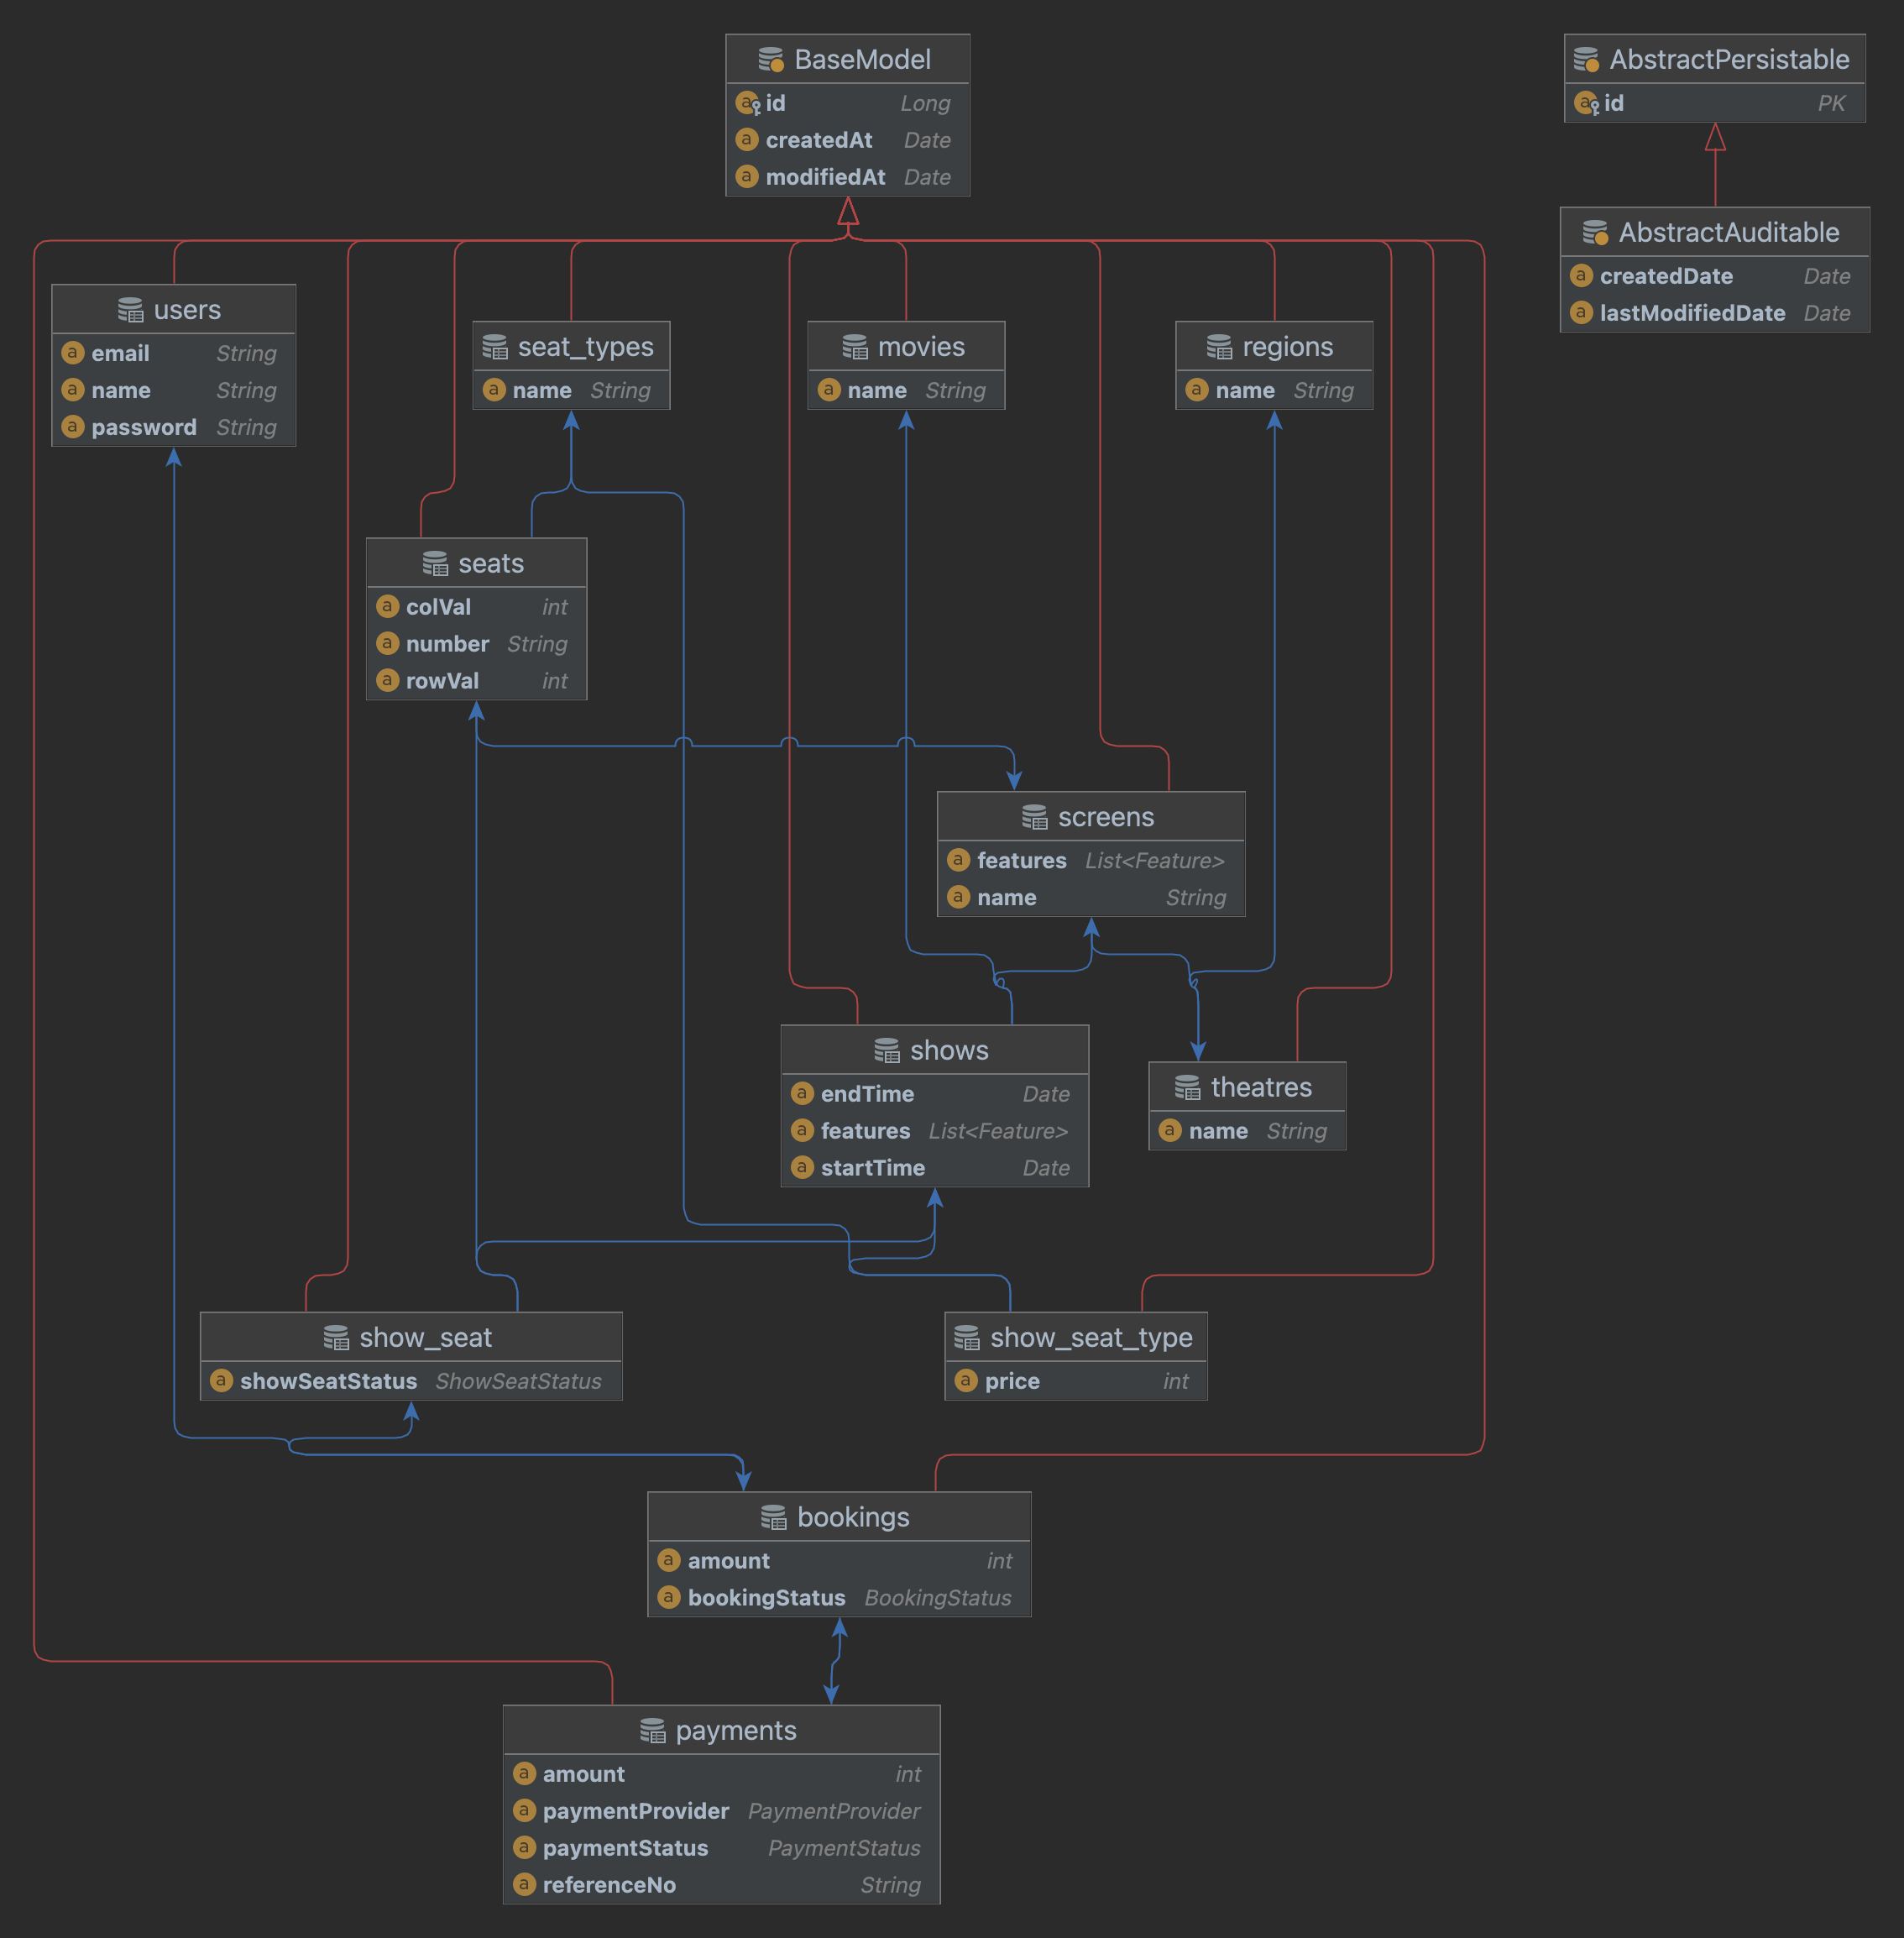 BaseModel
id Long
createdAt Date
modifiedAt Date
AbstractPersistable
id PK
AbstractAuditable
createdDate Date
lastModifiedDate Date
users
email String
name String
password String
seat_types
name String
movies
name String
regions
name String
seats
colVal int
number String
rowVal int
screens
features List<Feature>
name String
shows
endTime Date
features List<Feature>
startTime Date
theatres
name String
show_seat
showSeatStatus ShowSeatStatus
show_seat_type
price int
bookings
amount int
bookingStatus BookingStatus
payments
amount int
paymentProvider PaymentProvider
paymentStatus PaymentStatus
referenceNo String